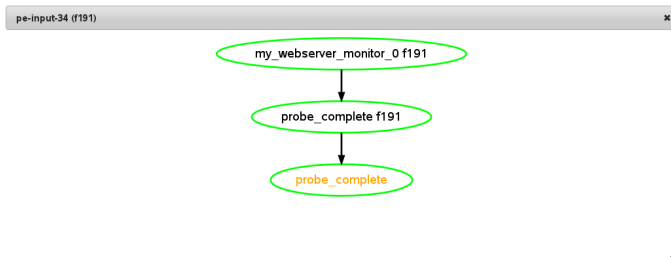 pe-input-34 (f191)
my_webserver_monitor_0 f191
probe_complete f191
probe_complete